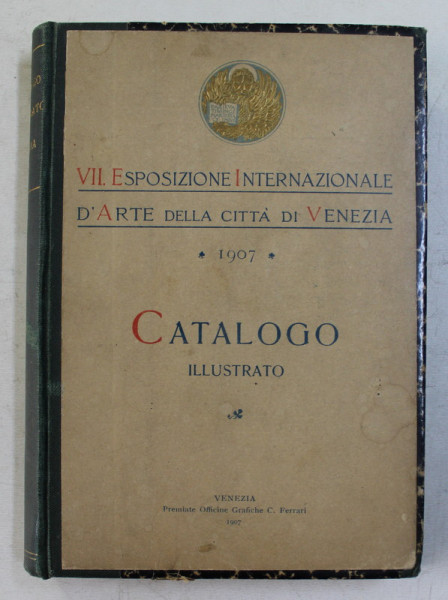 VII. ESPOSIZIONE INTERNAZIONALE
D'ARTE DELLA CITTÀ DI VENEZIA
1907
CATALOGO
ILLUSTRATO
VENEZIA
Premiate Officine Grafiche C. Ferrari
1907